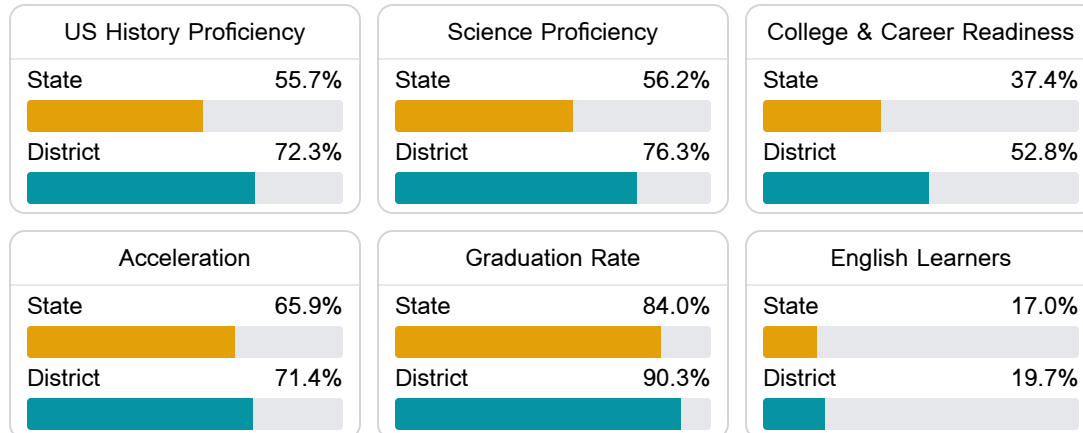 US History Proficiency
State 55.7%
District 72.3%
Science Proficiency
State 56.2%
District 76.3%
College & Career Readiness
State 37.4%
District 52.8%
Acceleration
State 65.9%
District 71.4%
Graduation Rate
State 84.0%
District 90.3%
English Learners
State 17.0%
District 19.7%